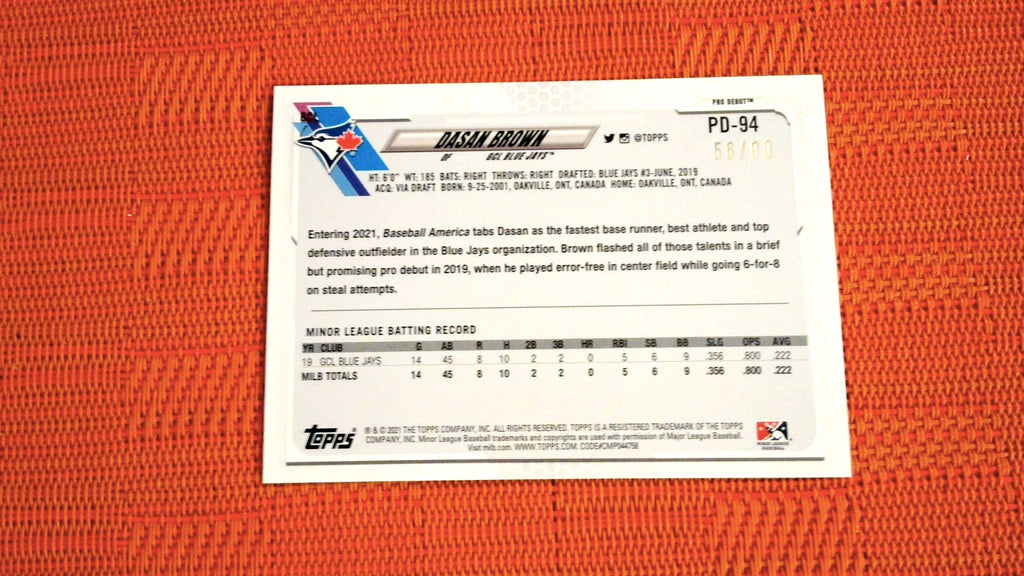 PRO DEBUT™
PD-94
DASAN BROWN
@TOPPS
OF GCL BLUE JAYS™
HT: 6'0" WT: 185 BATS: RIGHT THROWS: RIGHT DRAFTED: BLUE JAYS #3-JUNE, 2019
ACQ: VIA DRAFT BORN: 9-25-2001, OAKVILLE, ONT, CANADA HOME: OAKVILLE, ONT, CANADA
Entering 2021, Baseball America tabs Dasan as the fastest base runner, best athlete and top
defensive outfielder in the Blue Jays organization. Brown flashed all of those talents in a brief
but promising pro debut in 2019, when he played error-free in center field while going 6-for-8
on steal attempts.
MINOR LEAGUE BATTING RECORD
YR CLUB G AB R H 2B 3B HR RBI SB BB SLG OPS AVG
19 GCL BLUE JAYS 14 45 8 10 2 2 0 5 6 9 .356 .800 .222
MILB TOTALS 14 45 8 10 2 2 0 5 6 9 .356 .800 .222
TOPPS
® & © 2021 THE TOPPS COMPANY, INC. ALL RIGHTS RESERVED. TOPPS IS A REGISTERED TRADEMARK OF THE TOPPS
COMPANY, INC. Minor League Baseball trademarks and copyrights are used with permission of Major League Baseball.
Visit milb.com. WWW.TOPPS.COM. CODE#CMP044758
MINOR LEAGUE
BASEBALL